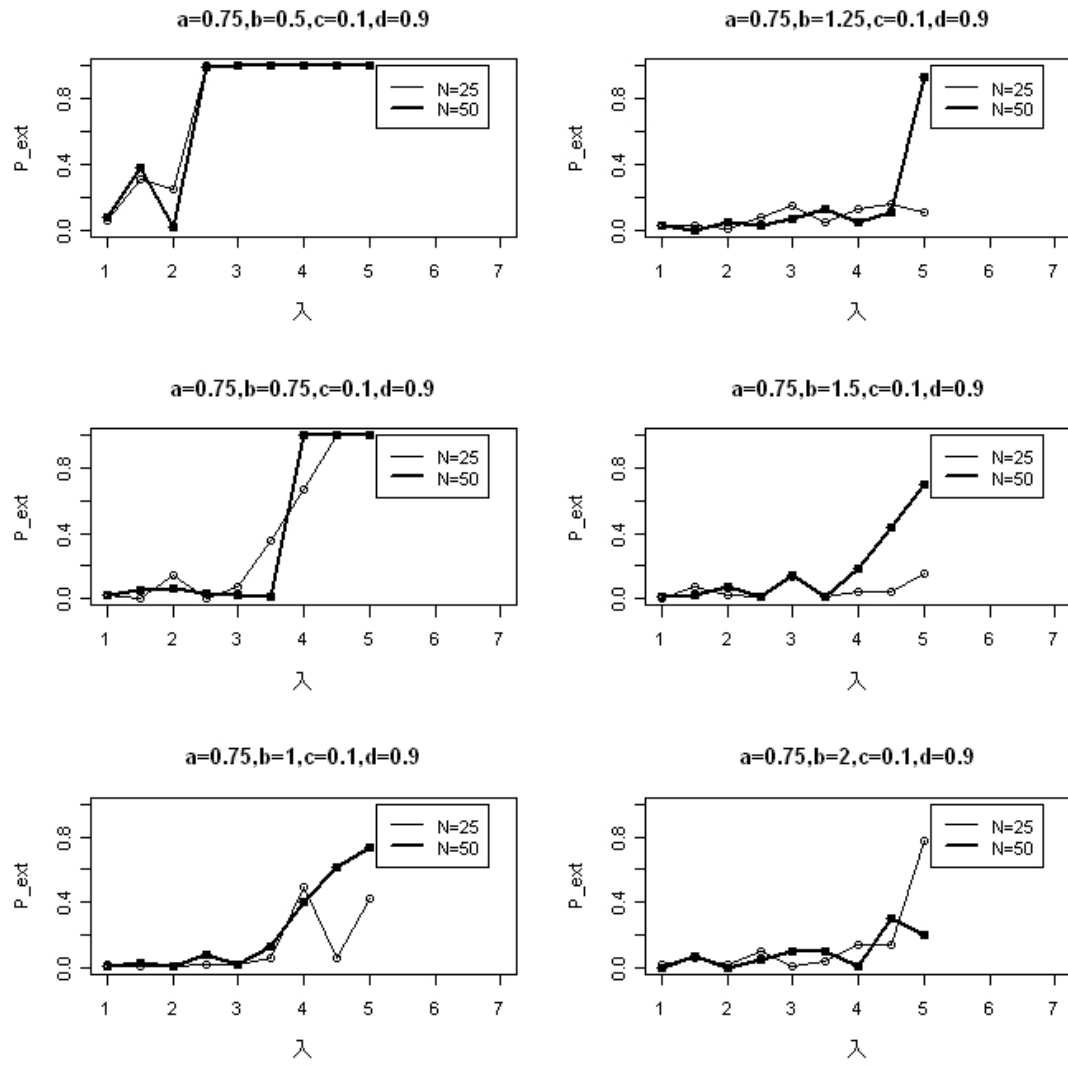 a=0.75,b=0.5,c=0.1,d=0.9
P_ext
0.0 0.4 0.8
N=25
N=50
1 2 3 4 5 6 7
λ
a=0.75,b=1.25,c=0.1,d=0.9
P_ext
0.0 0.4 0.8
N=25
N=50
1 2 3 4 5 6 7
λ
a=0.75,b=0.75,c=0.1,d=0.9
P_ext
0.0 0.4 0.8
N=25
N=50
1 2 3 4 5 6 7
λ
a=0.75,b=1.5,c=0.1,d=0.9
P_ext
0.0 0.4 0.8
N=25
N=50
1 2 3 4 5 6 7
λ
a=0.75,b=1,c=0.1,d=0.9
P_ext
0.0 0.4 0.8
N=25
N=50
1 2 3 4 5 6 7
λ
a=0.75,b=2,c=0.1,d=0.9
P_ext
0.0 0.4 0.8
N=25
N=50
1 2 3 4 5 6 7
λ